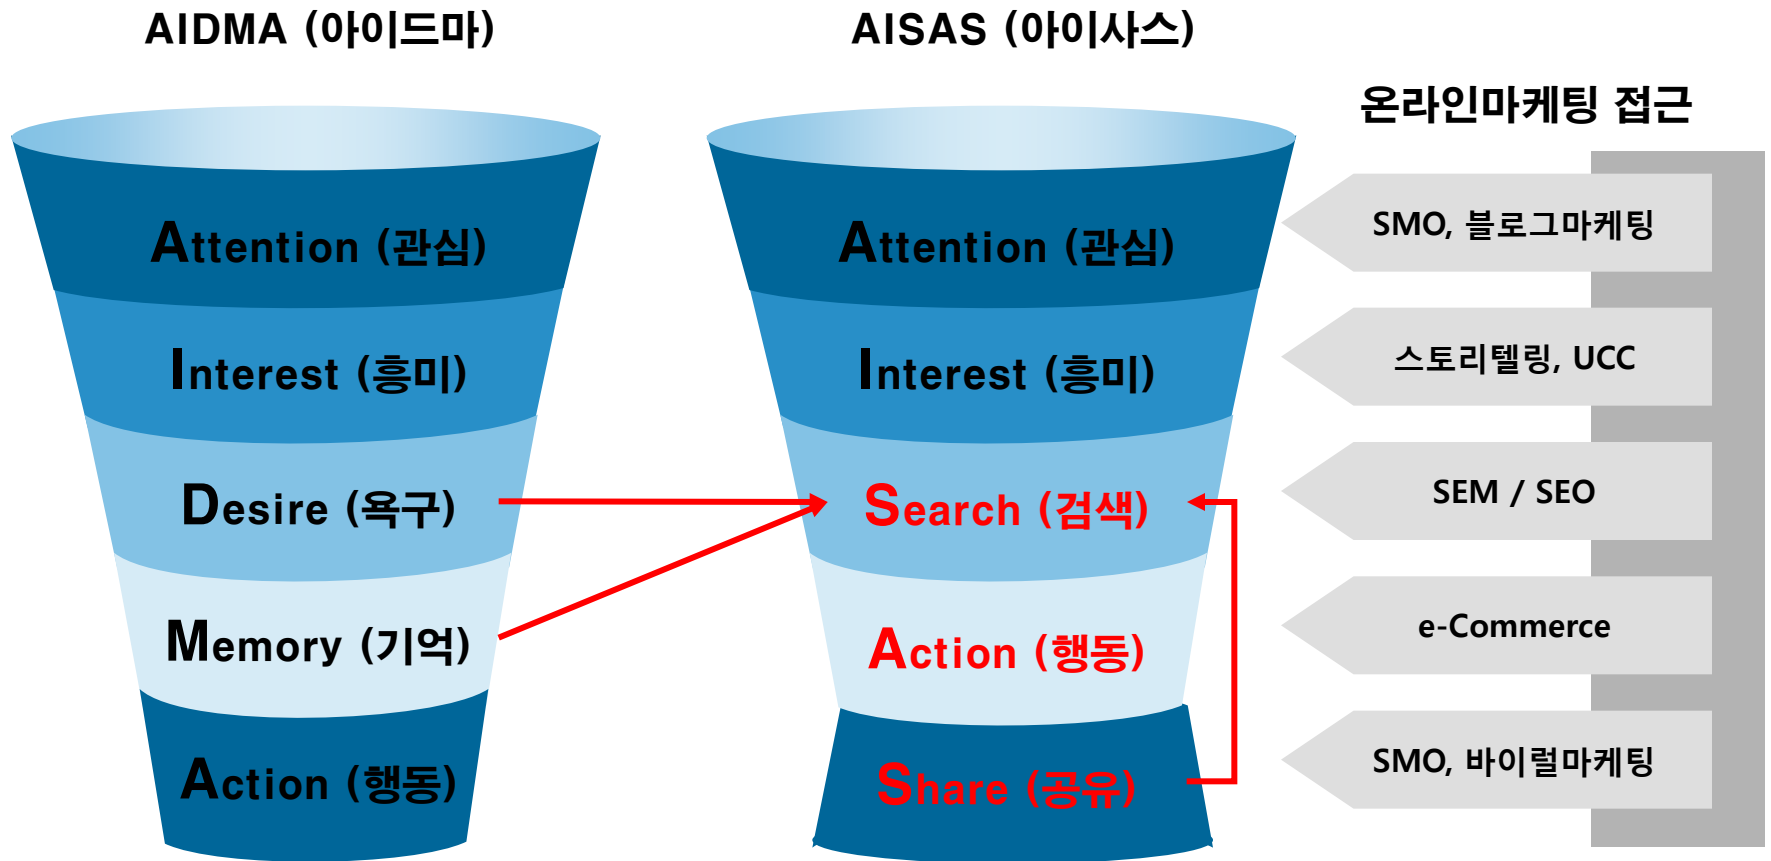 AIDMA (아이드마)
Attention (관심)
Interest (흥미)
Desire (욕구)
Memory (기억)
Action (행동)
AISAS (아이사스)
Attention (관심)
Interest (흥미)
Search (검색)
Action (행동)
Share (공유)
온라인마케팅 접근
SMO, 블로그마케팅
스토리텔링, UCC
SEM / SEO
e-Commerce
SMO, 바이럴마케팅